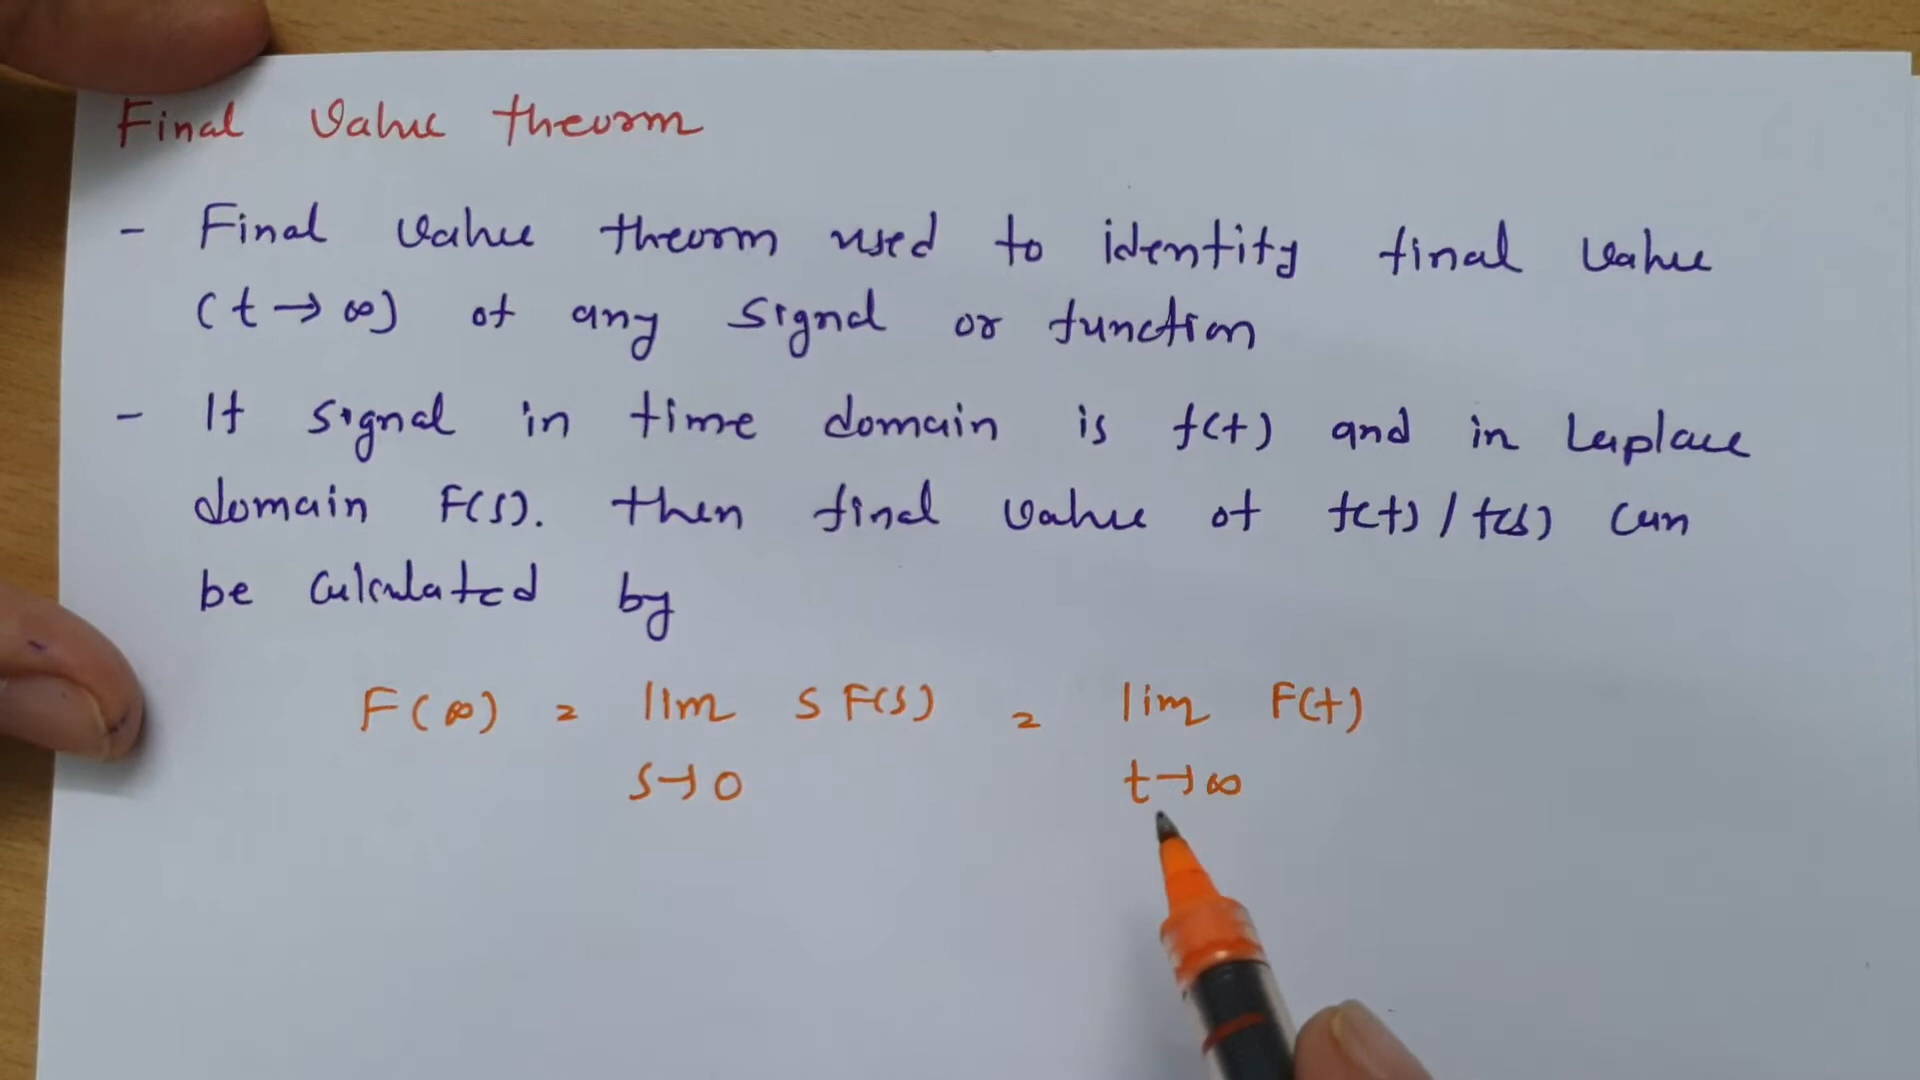 Final Value theorm
- Final value theorm used to identify final value
(t → ∞) of any signal or function
- If signal in time domain is f(t) and in Laplace
domain F(s). then final value of f(t) / f(s) can
be calculated by
F(∞) = lim s F(s) = lim F(t)
s→0 t→∞